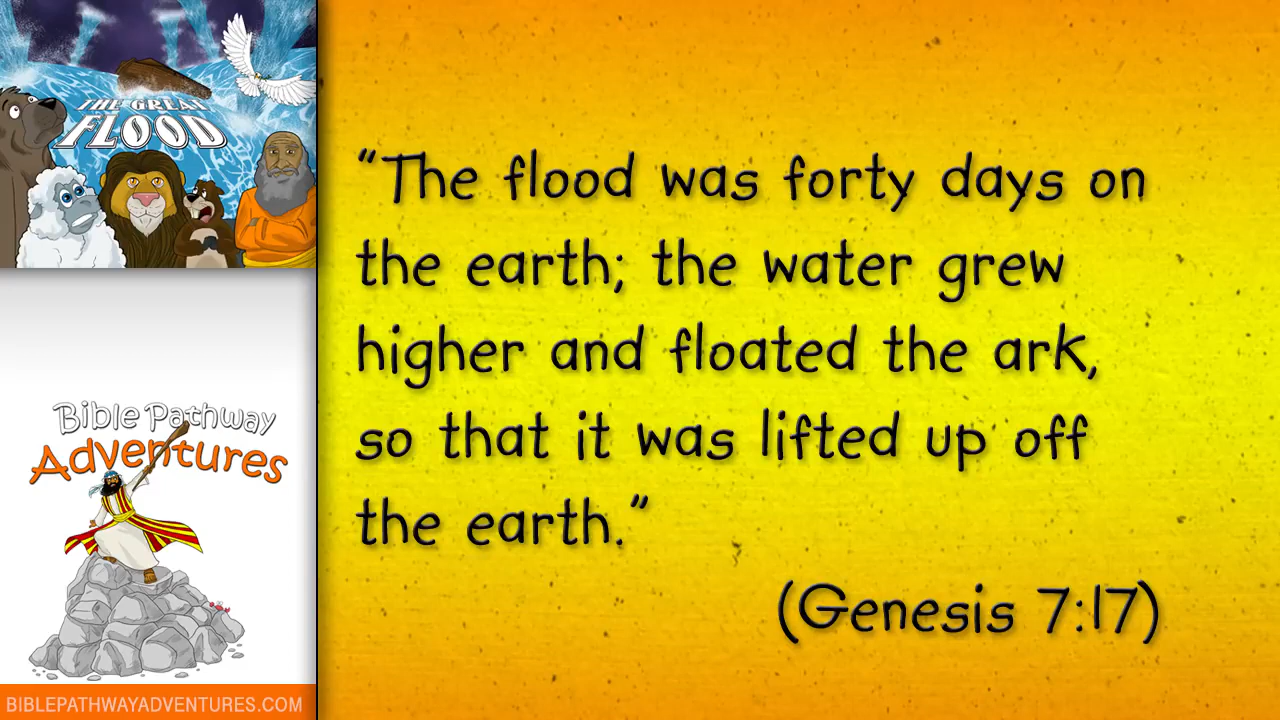 THE GREAT
FLOOD
Bible Pathway
Adventures
BIBLEPATHWAYADVENTURES.COM
“The flood was forty days on
the earth; the water grew
higher and floated the ark,
so that it was lifted up off
the earth.”
(Genesis 7:17)